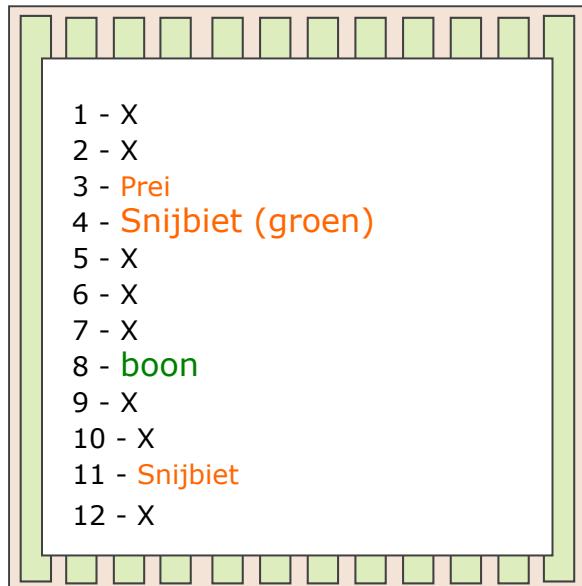 1 - X
2 - X
3 - Prei
4 - Snijbiet (groen)
5 - X
6 - X
7 - X
8 - boon
9 - X
10 - X
11 - Snijbiet
12 - X